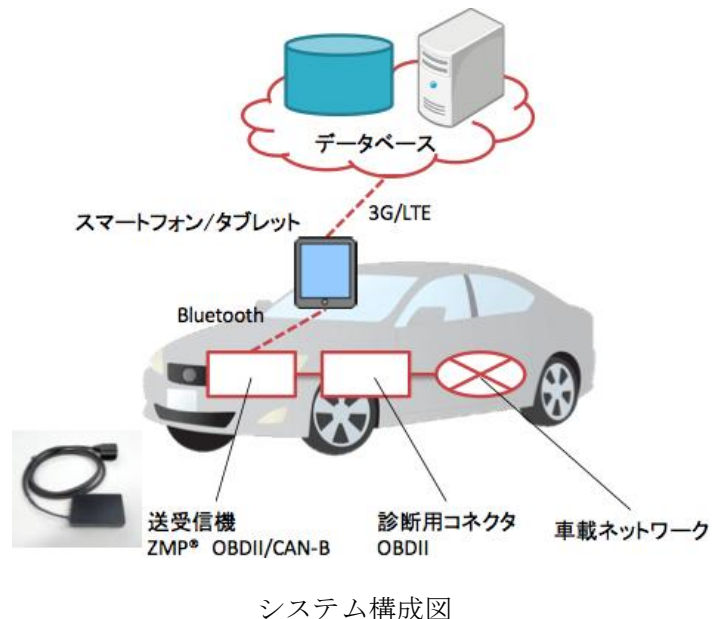 データベース
3G/LTE
スマートフォン/タブレット
Bluetooth
送受信機
ZMP® OBDII/CAN-B
診断用コネクタ
OBDII
車載ネットワーク
システム構成図